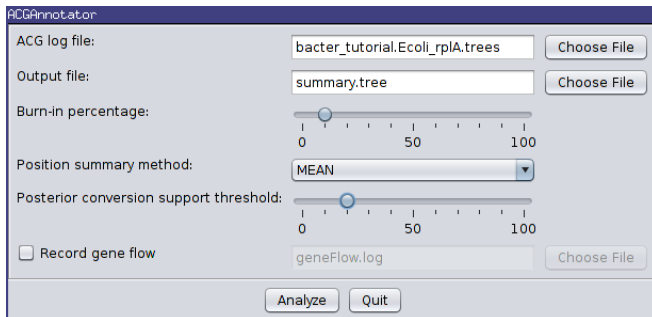 ACGAnnotator
ACG log file: bacter_tutorial.Ecoli_rplA.trees Choose File
Output file: summary.tree Choose File
Burn-in percentage:
0 50 100
Position summary method: MEAN
Posterior conversion support threshold:
0 50 100
Record gene flow geneFlow.log Choose File
Analyze Quit